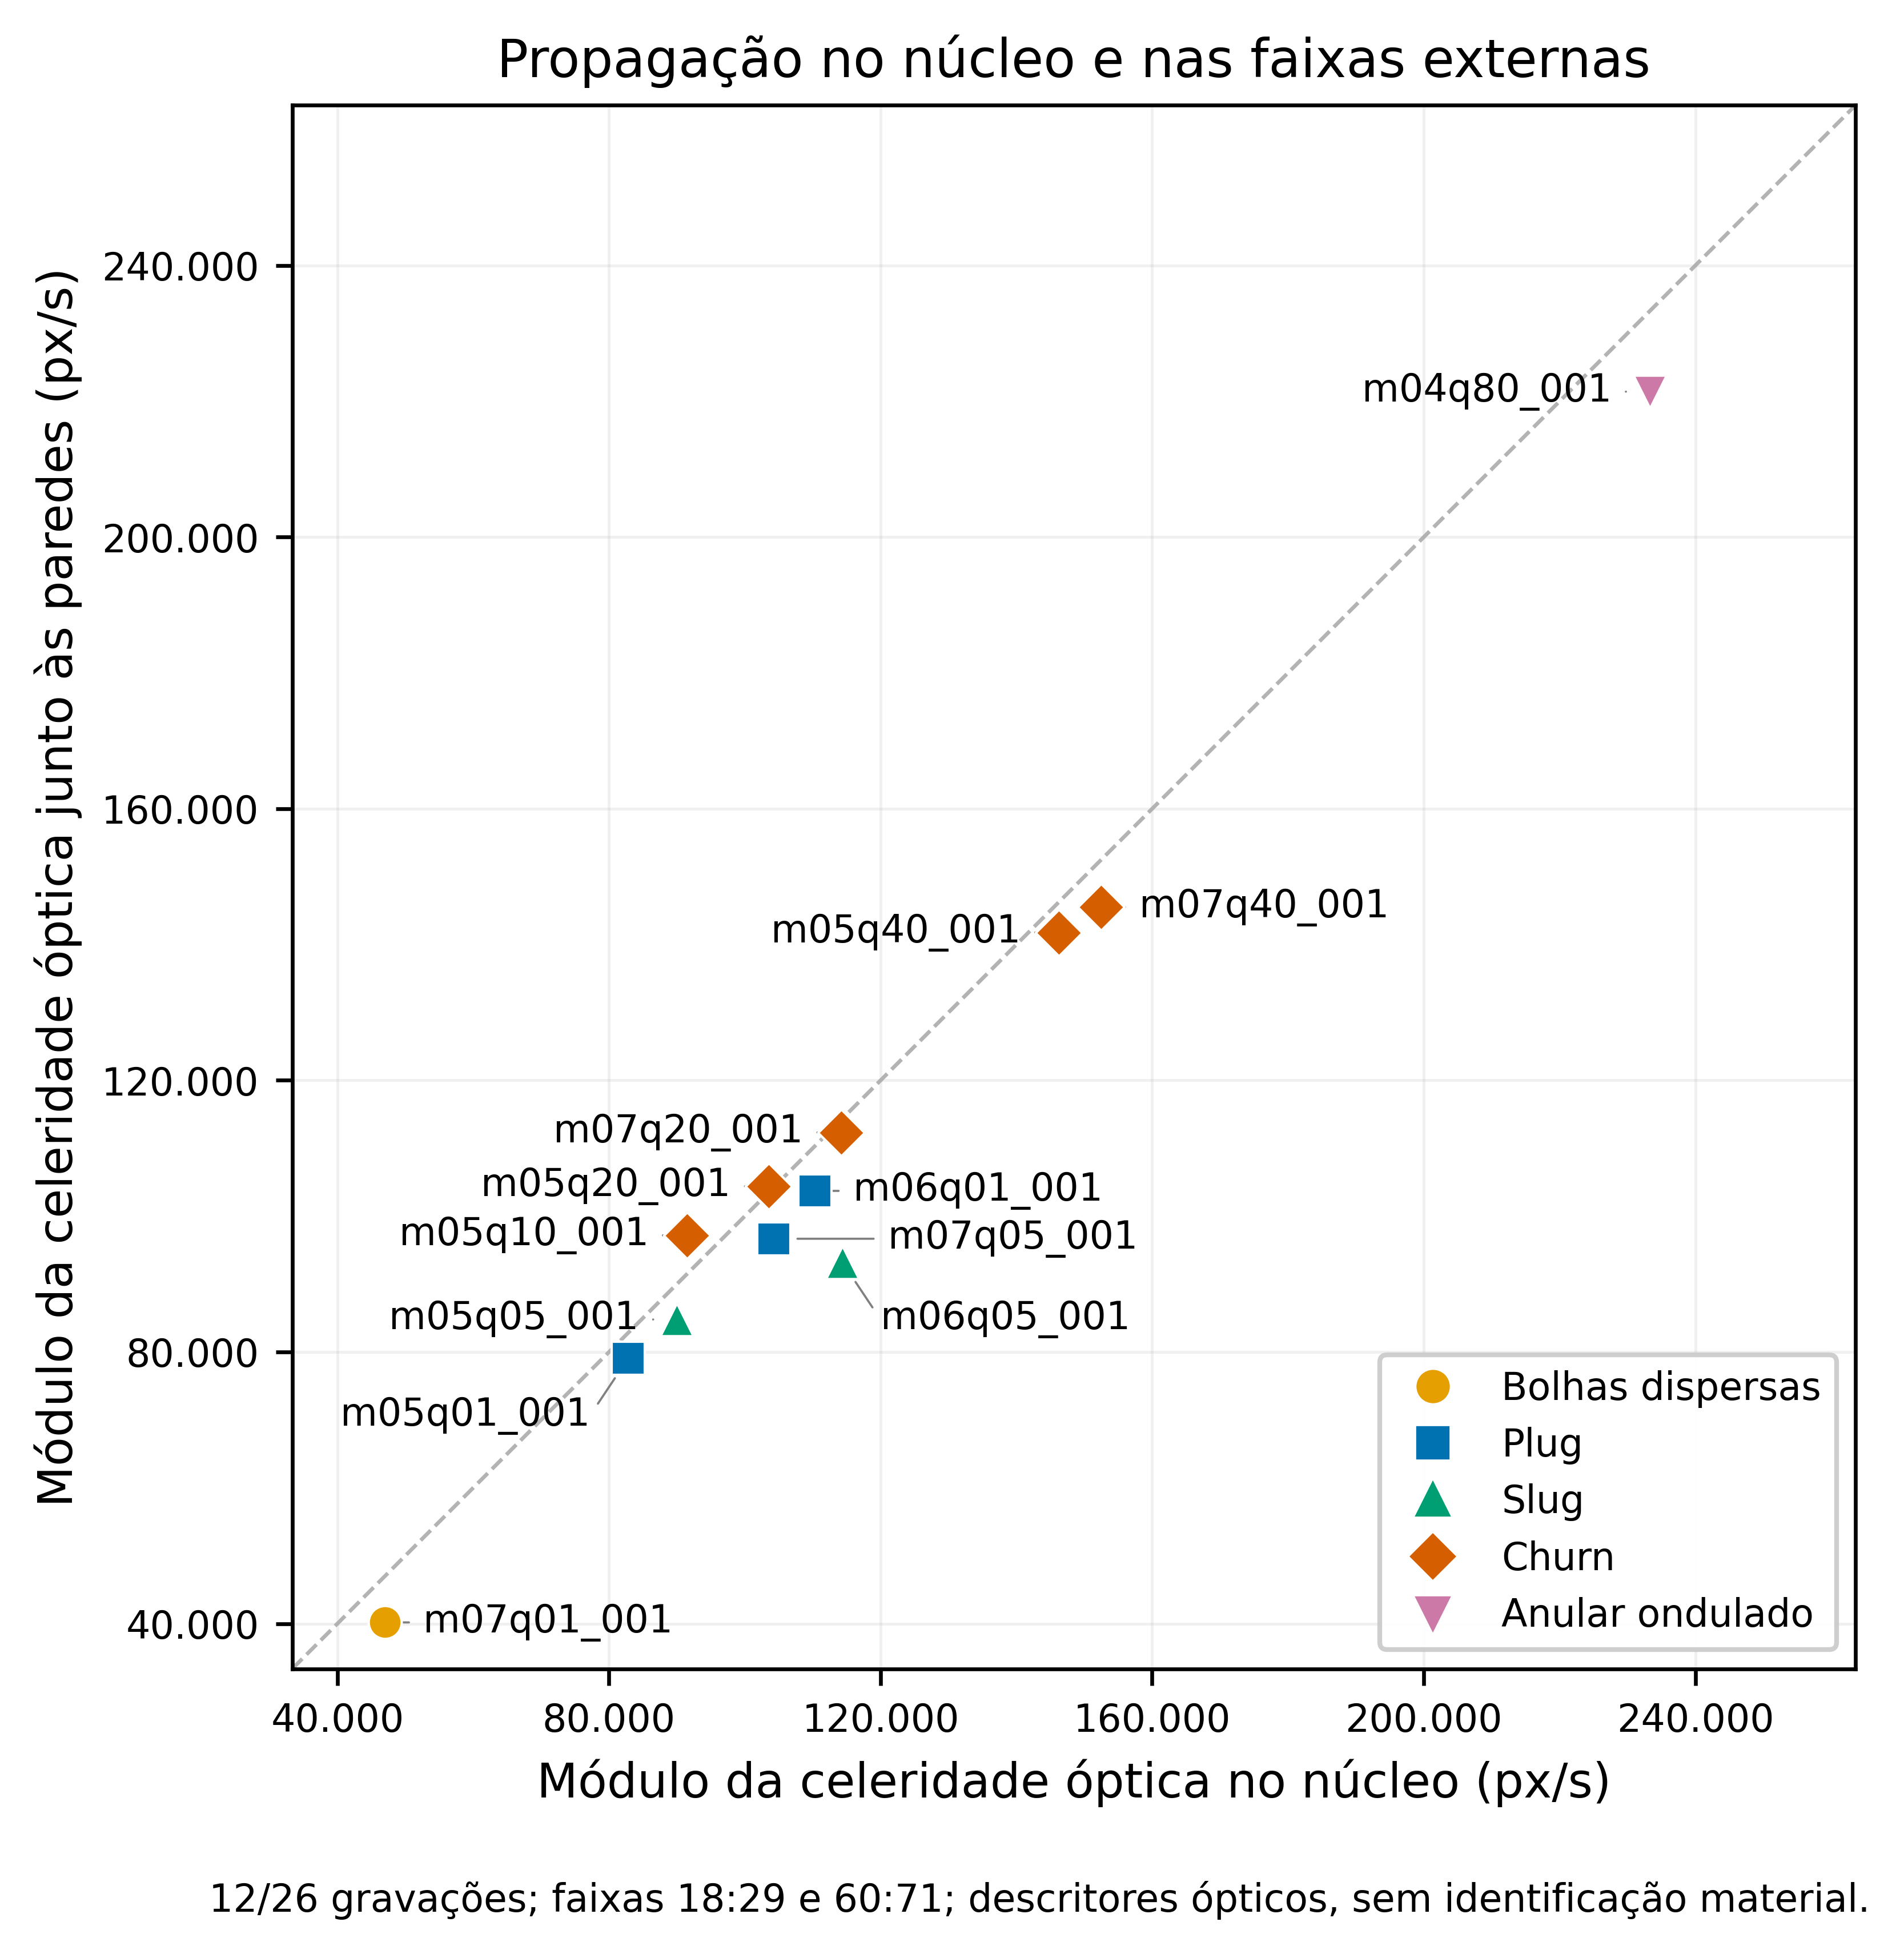 Propagação no núcleo e nas faixas externas
Módulo da celeridade óptica junto às paredes (px/s)
240.000
200.000
160.000
120.000
80.000
40.000
m04q80_001
m07q40_001
m05q40_001
m07q20_001
m05q20_001
m06q01_001
m05q10_001
m07q05_001
m05q05_001
m06q05_001
m05q01_001
m07q01_001
Bolhas dispersas
Plug
Slug
Churn
Anular ondulado
40.000
80.000
120.000
160.000
200.000
240.000
Módulo da celeridade óptica no núcleo (px/s)
12/26 gravações; faixas 18:29 e 60:71; descritores ópticos, sem identificação material.